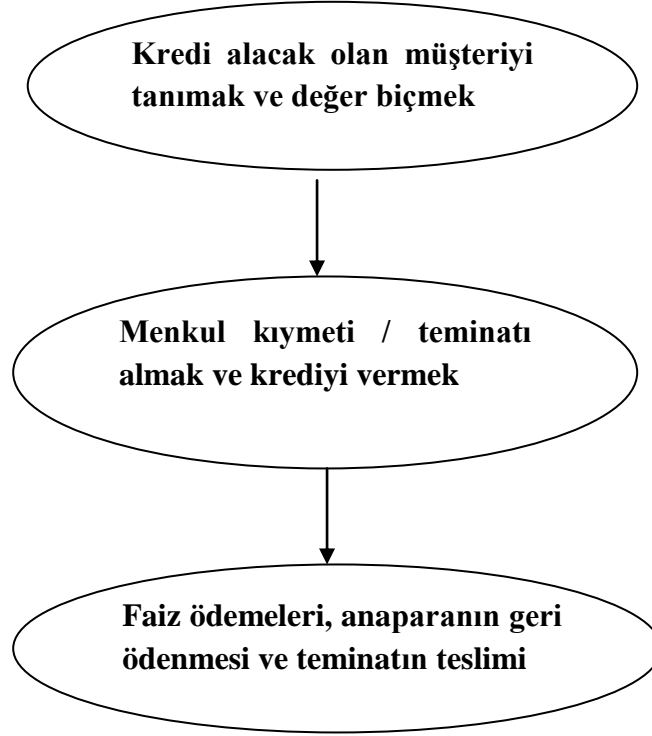 Kredi alacak olan müşteriyi
tanımak ve değer biçmek
Menkul kıymeti / teminatı
almak ve krediyi vermek
Faiz ödemeleri, anaparanın geri
ödenmesi ve teminatın teslimi